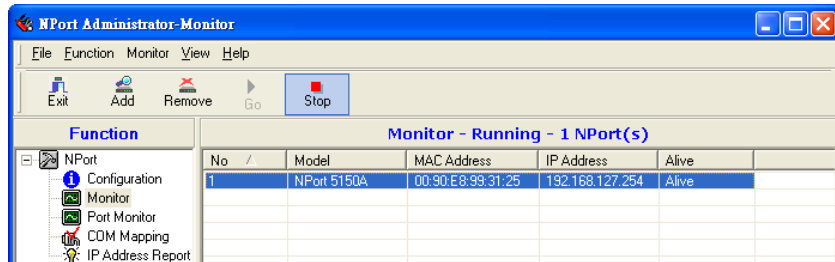 NPort Administrator-Monitor
File Function Monitor View Help
Exit Add Remove Go Stop
Function
Monitor - Running - 1 NPort(s)
NPort
Configuration
Monitor
Port Monitor
COM Mapping
IP Address Report
No Model MAC Address IP Address Alive
1 NPort 5150A 00:90:E8:99:31:25 192.168.127.254 Alive